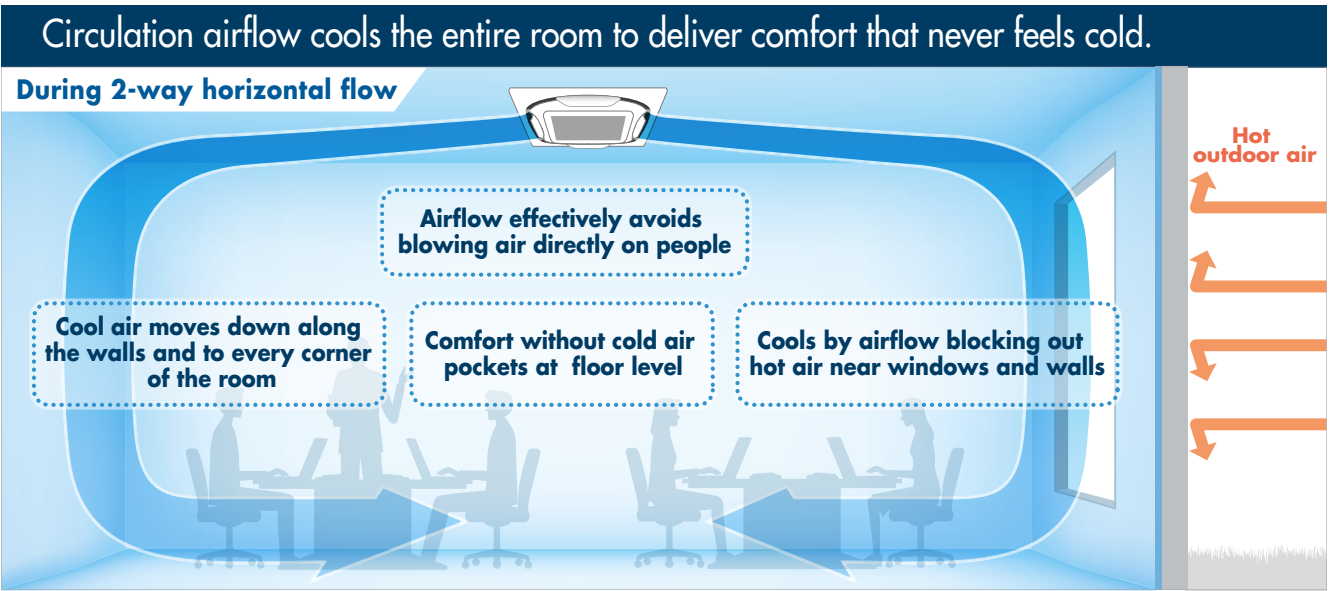 Circulation airflow cools the entire room to deliver comfort that never feels cold.
During 2-way horizontal flow
Hot
outdoor air
Airflow effectively avoids
blowing air directly on people
Cool air moves down along
the walls and to every corner
of the room
Comfort without cold air
pockets at floor level
Cools by airflow blocking out
hot air near windows and walls